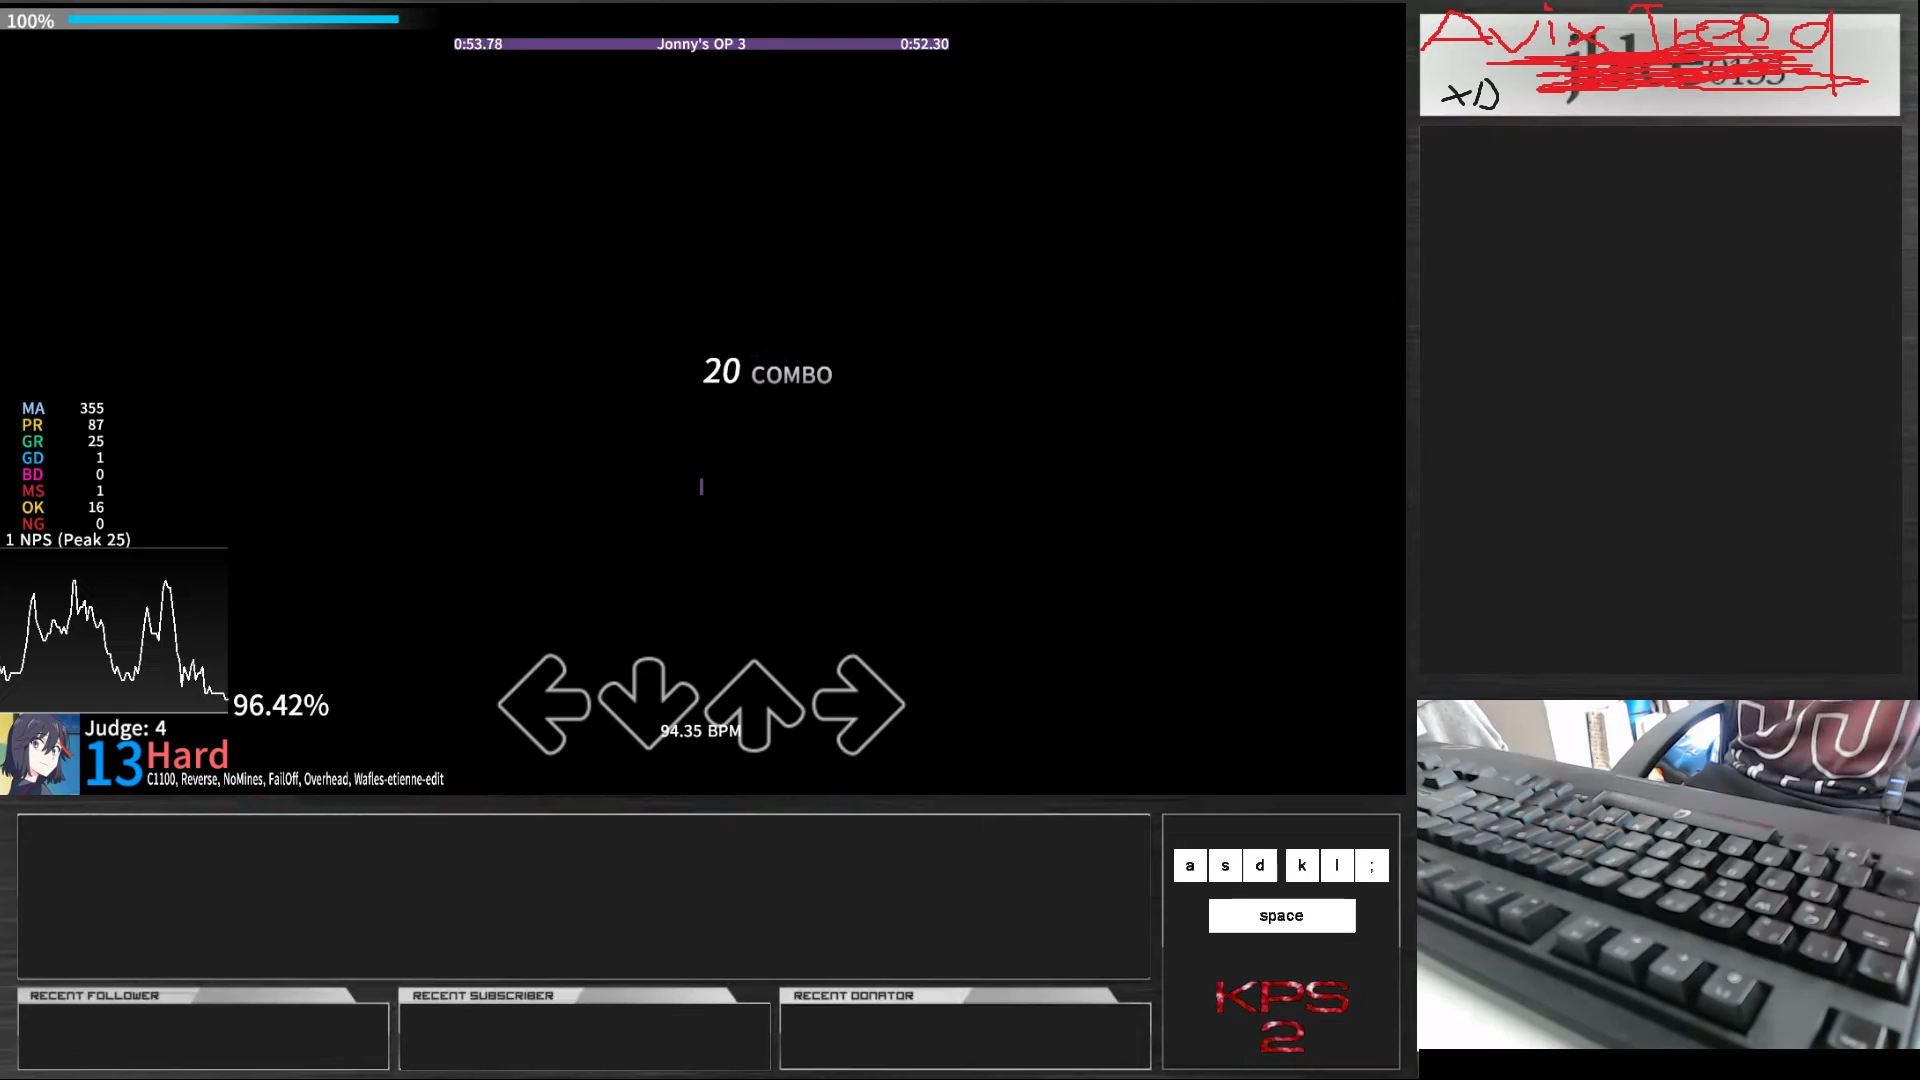 100%
0:53.78 Jonny's OP 3 0:52.30
20 COMBO
MA 355
PR 87
GR 25
GD 1
BD 0
MS 1
OK 16
NG 0
1 NPS (Peak 25)
96.42%
Judge: 4
13 Hard
C1100, Reverse, NoMines, FailOff, Overhead, Wafles-etienne-edit
94.35 BPM
Avix Trea
XD
a s d k l ;
space
KPS
2
RECENT FOLLOWER
RECENT SUBSCRIBER
RECENT DONATOR